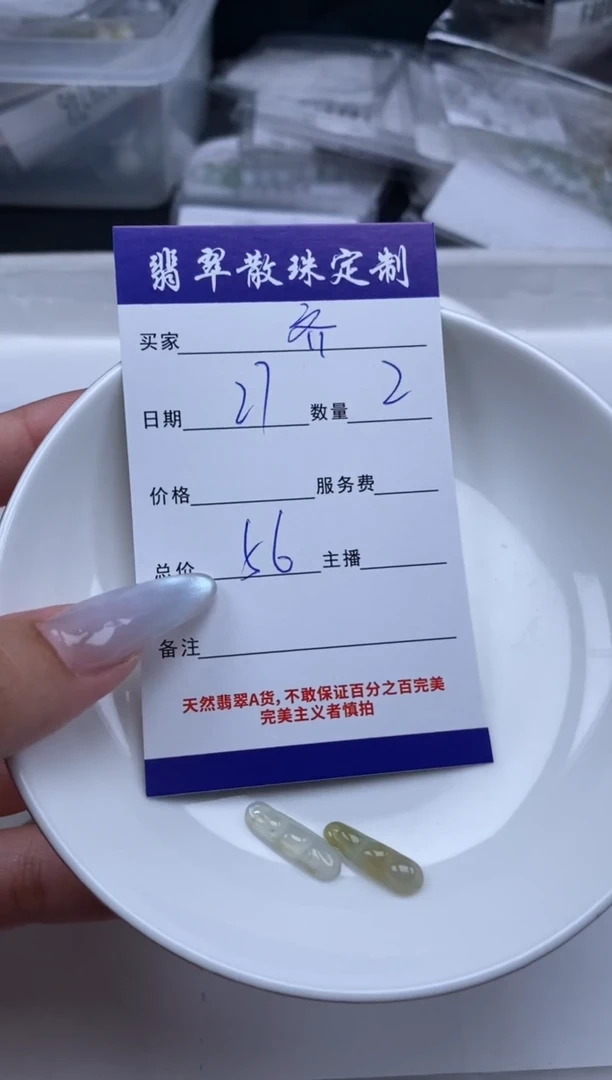 翡翠散珠定制
买家 齐
日期 27 数量 2
价格 服务费
总价 56 主播
备注
天然翡翠A货,不敢保证百分之百完美
完美主义者慎拍